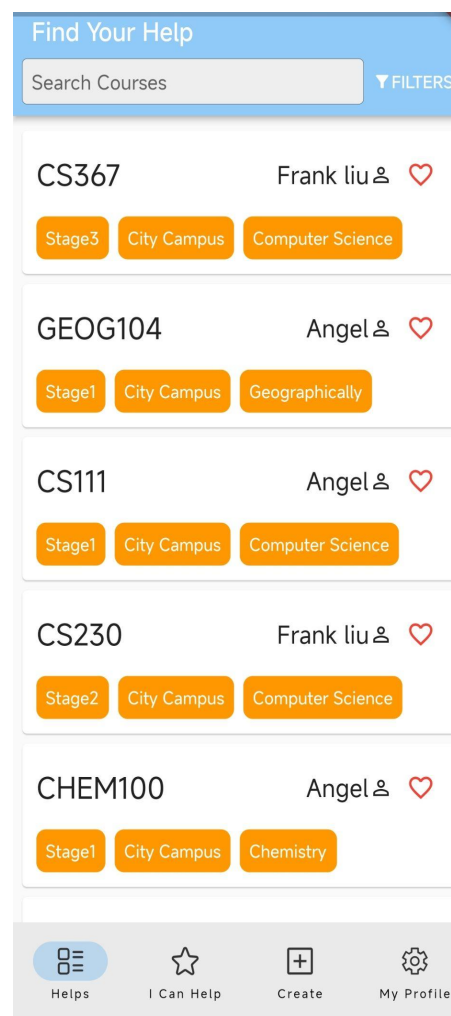 Find Your Help
Search Courses FILTERS
CS367 Frank liu
Stage3 City Campus Computer Science
GEOG104 Angel
Stage1 City Campus Geographically
CS111 Angel
Stage1 City Campus Computer Science
CS230 Frank liu
Stage2 City Campus Computer Science
CHEM100 Angel
Stage1 City Campus Chemistry
Helps I Can Help Create My Profile